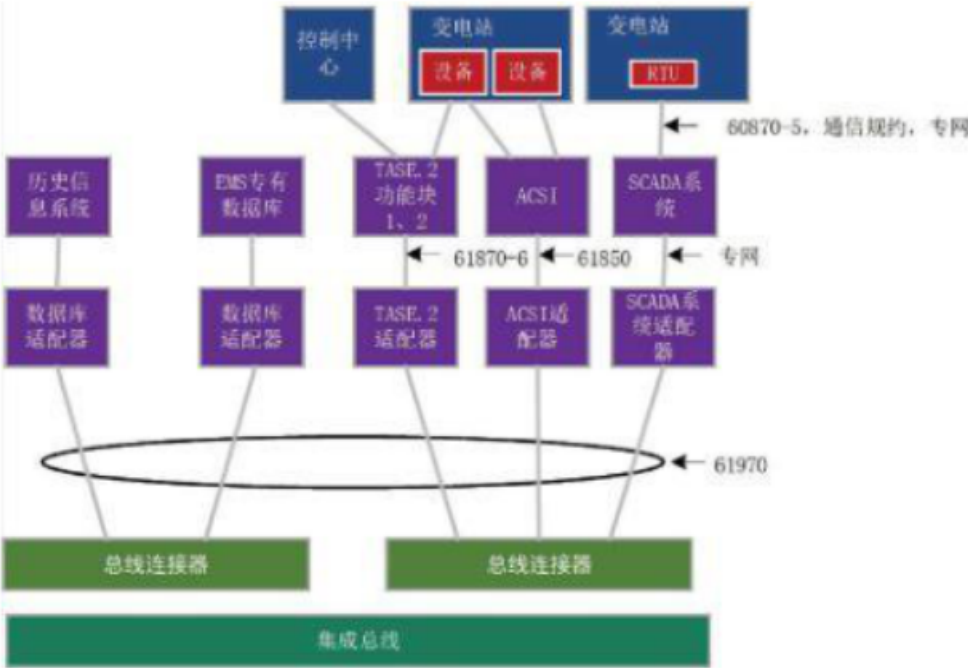 控制中
心
变电站
设备
设备
变电站
RTU
60870-5, 通信规约, 专网
历史信
息系统
EMS专有
数据库
TASE.2
功能块
1、2
ACSI
SCADA系
统
61870-6
61850
专网
数据库
适配器
数据库
适配器
TASE.2
适配器
ACSI适
配器
SCADA系
统适配
器
61970
总线连接器
总线连接器
集成总线